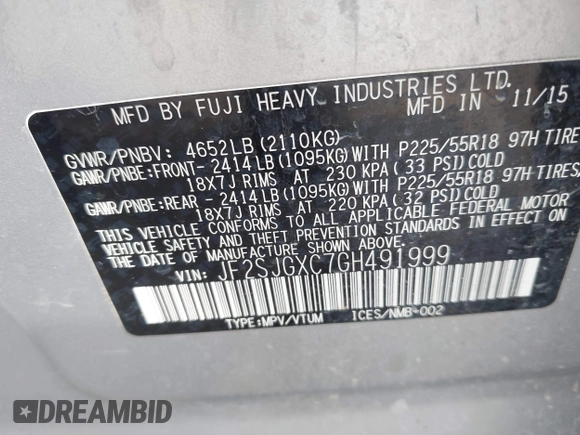 MFD BY FUJI HEAVY INDUSTRIES LTD.
MFD IN 11/15
GVWR/PNBV: 4652LB (2110KG)
GAWR/PNBE:FRONT- 2414LB (1095KG)WITH P225/55R18 97H TIRE
18X7J RIMS AT 230 KPA (33 PSI)COLD
GAWR/PNBE:REAR -2414LB (1095KG)WITH P225/55R18 97H TIRES,
18X7J RIMS AT 220 KPA (32 PSI)COLD
THIS VEHICLE CONFORMS TO ALL APPLICABLE FEDERAL MOTOR
VEHICLE SAFETY AND THEFT PREVENTION STANDARDS IN EFFECT ON
THE DATE OF MANUFACTURE SHOWN ABOVE.
VIN: JF2SJGXC7GH491999
TYPE:MPV/VTUM ICES/NMB-002
DREAMBID